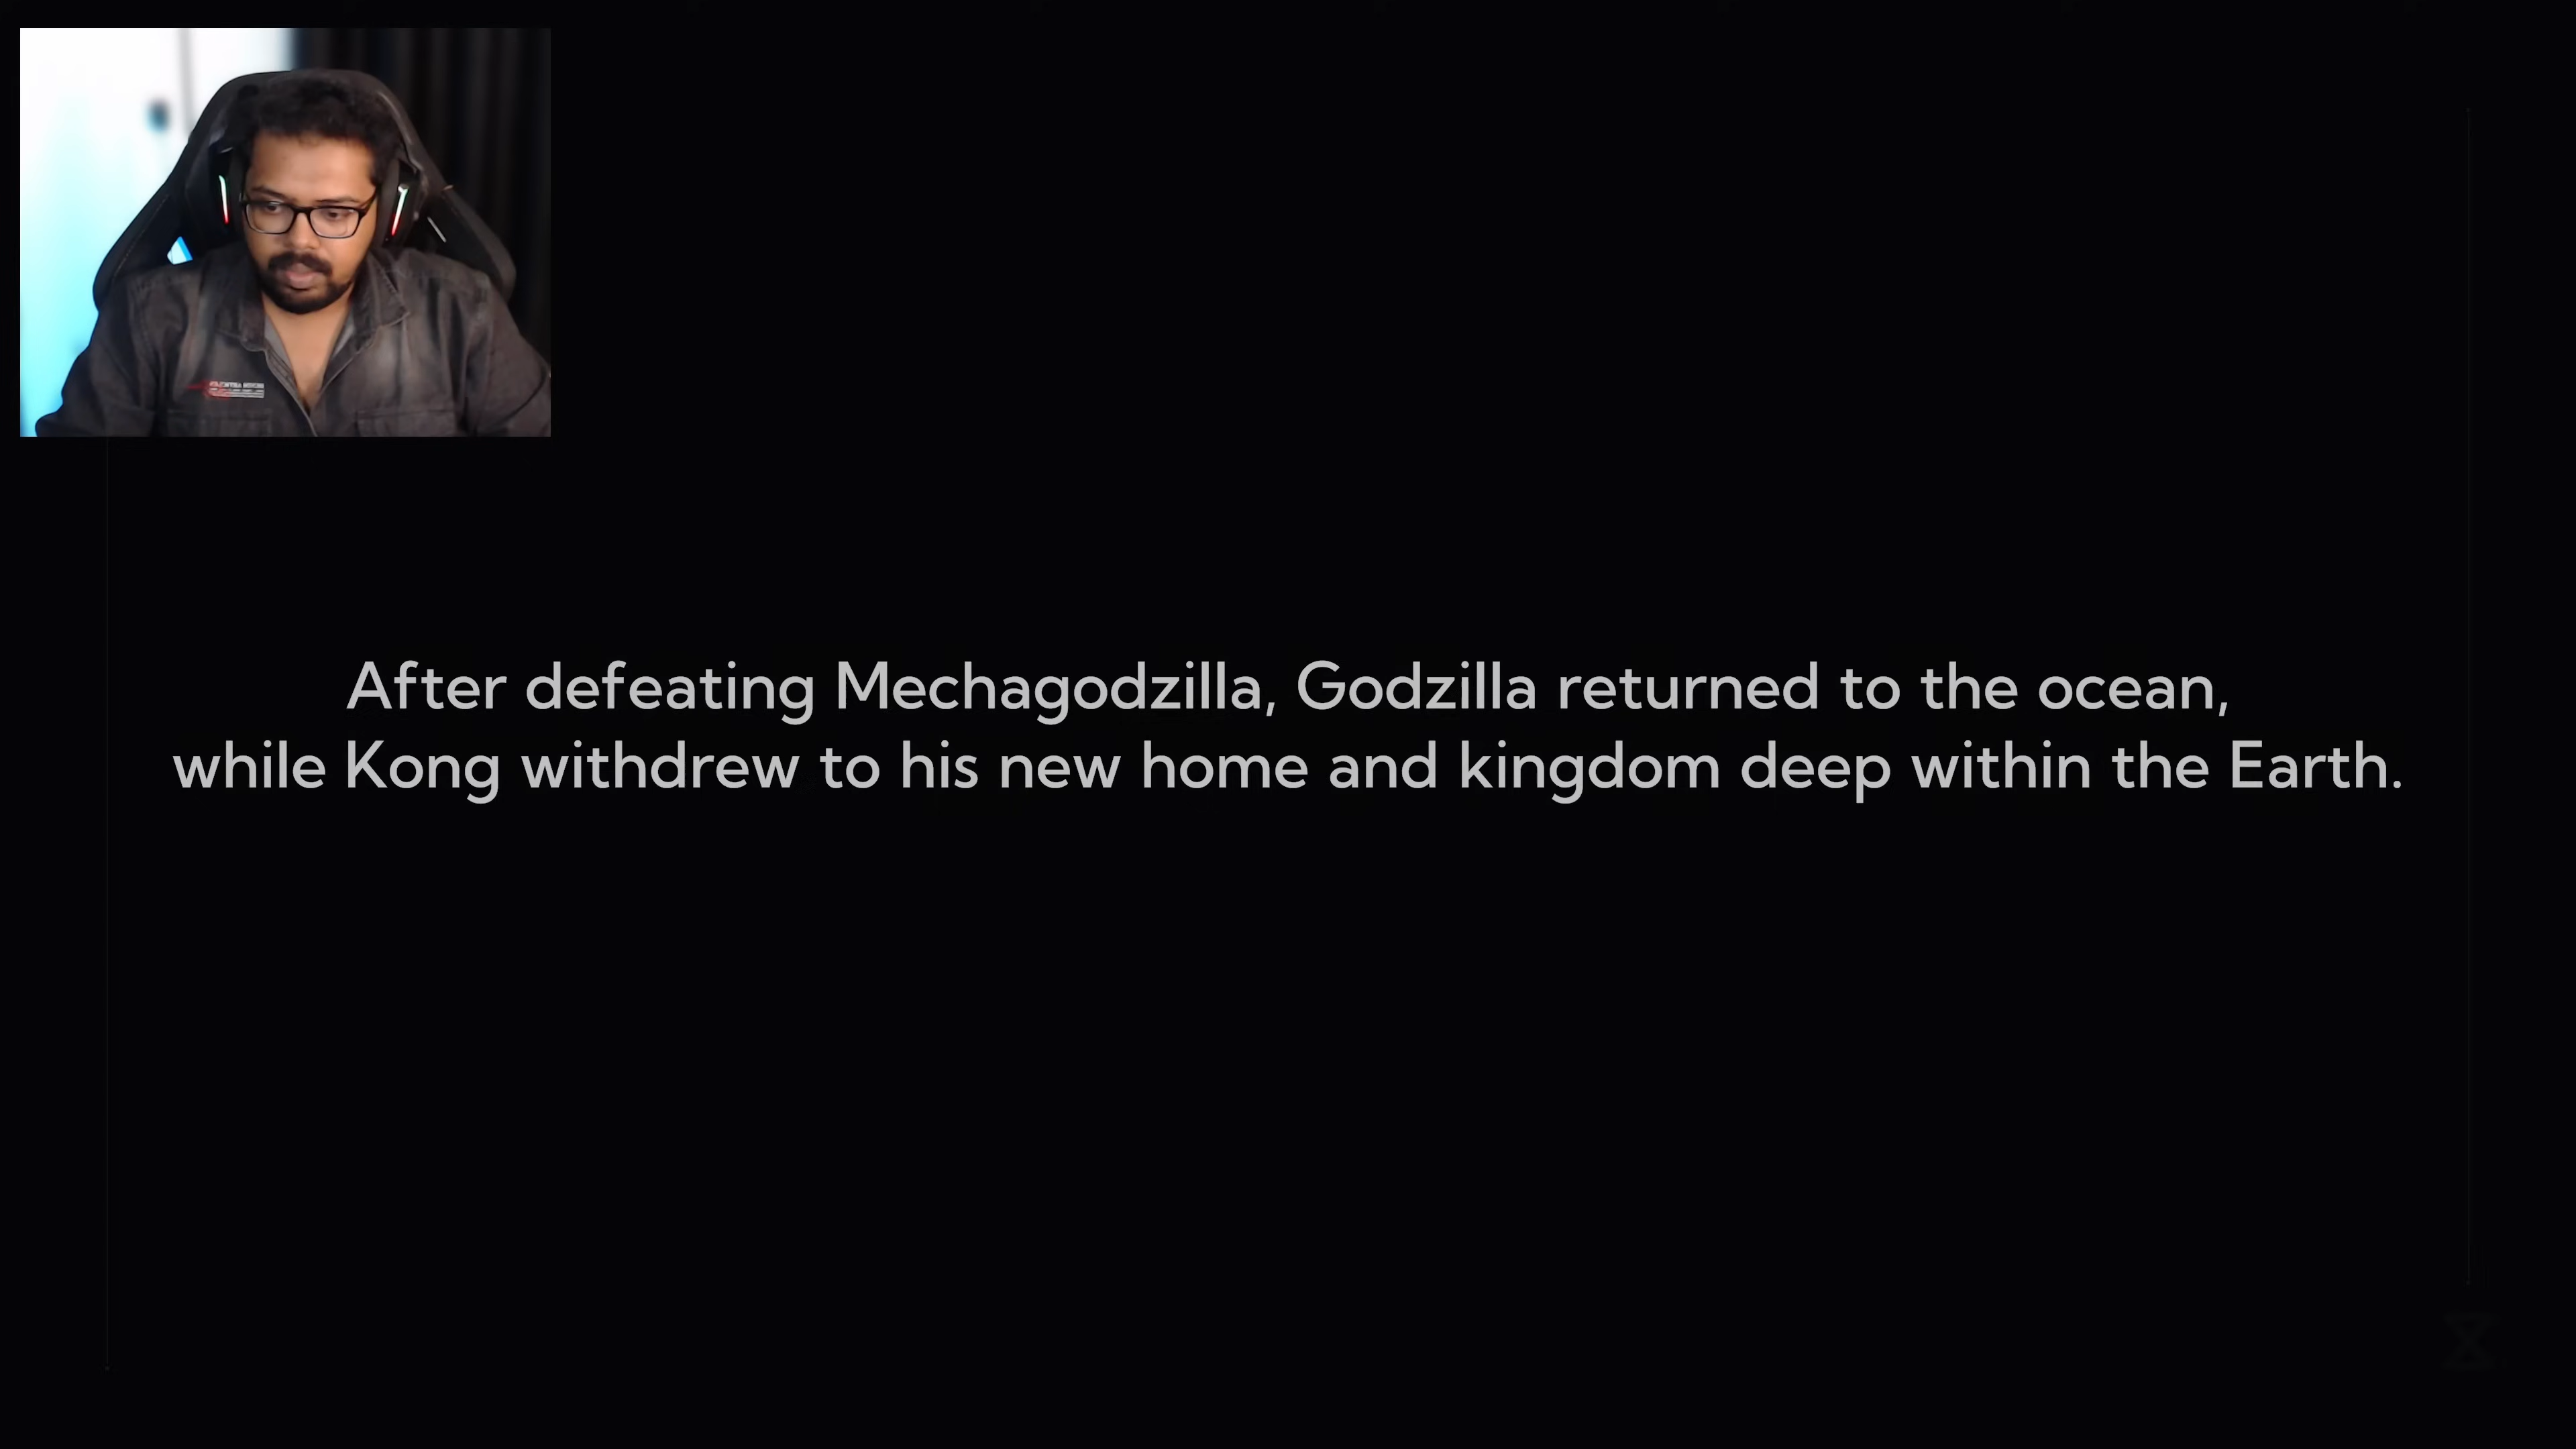 After defeating Mechagodzilla, Godzilla returned to the ocean,
while Kong withdrew to his new home and kingdom deep within the Earth.